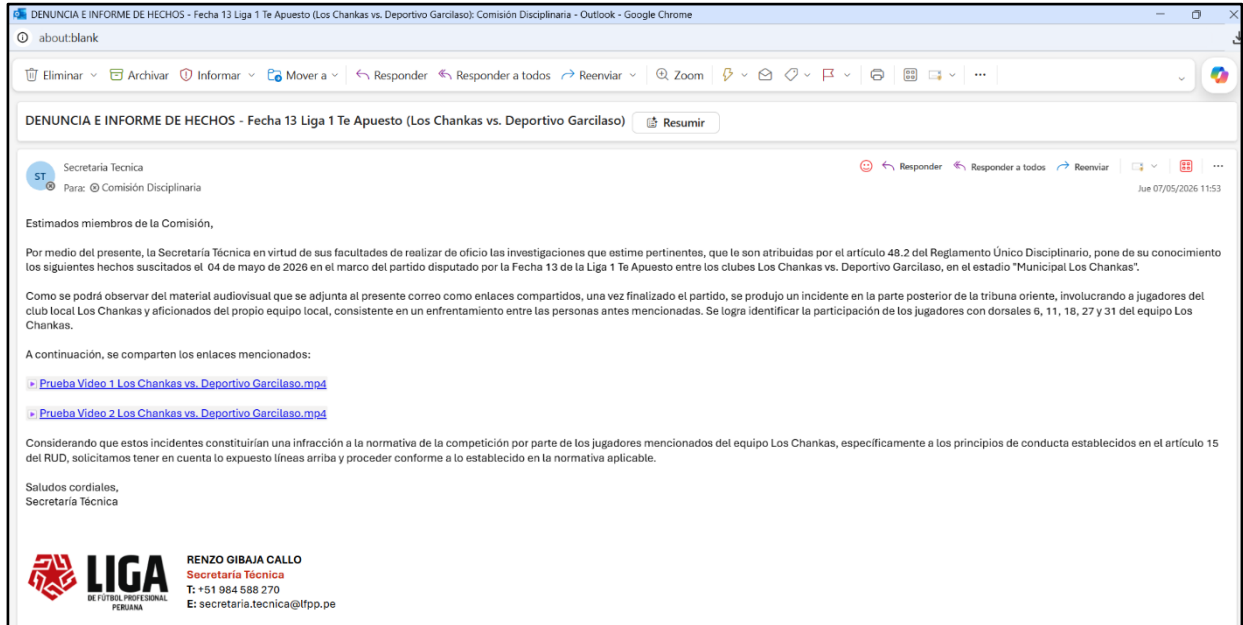 DENUNCIA E INFORME DE HECHOS - Fecha 13 Liga 1 Te Apuesto (Los Chankas vs. Deportivo Garcilaso): Comisión Disciplinaria - Outlook - Google Chrome
about:blank
Eliminar Archivar Informar Mover a Responder Responder a todos Reenviar Zoom
DENUNCIA E INFORME DE HECHOS - Fecha 13 Liga 1 Te Apuesto (Los Chankas vs. Deportivo Garcilaso) Resumir
ST
Secretaria Tecnica
Responder Responder a todos Reenviar
Para: Comisión Disciplinaria
Jue 07/05/2026 11:53
Estimados miembros de la Comisión,
Por medio del presente, la Secretaría Técnica en virtud de sus facultades de realizar de oficio las investigaciones que estime pertinentes, que le son atribuidas por el artículo 48.2 del Reglamento Único Disciplinario, pone de su conocimiento
los siguientes hechos suscitados el 04 de mayo de 2026 en el marco del partido disputado por la Fecha 13 de la Liga 1 Te Apuesto entre los clubes Los Chankas vs. Deportivo Garcilaso, en el estadio "Municipal Los Chankas".
Como se podrá observar del material audiovisual que se adjunta al presente correo como enlaces compartidos, una vez finalizado el partido, se produjo un incidente en la parte posterior de la tribuna oriente, involucrando a jugadores del
club local Los Chankas y aficionados del propio equipo local, consistente en un enfrentamiento entre las personas antes mencionadas. Se logra identificar la participación de los jugadores con dorsales 6, 11, 18, 27 y 31 del equipo Los
Chankas.
A continuación, se comparten los enlaces mencionados:
Prueba Video 1 Los Chankas vs. Deportivo Garcilaso.mp4
Prueba Video 2 Los Chankas vs. Deportivo Garcilaso.mp4
Considerando que estos incidentes constituirían una infracción a la normativa de la competición por parte de los jugadores mencionados del equipo Los Chankas, específicamente a los principios de conducta establecidos en el artículo 15
del RUD, solicitamos tener en cuenta lo expuesto líneas arriba y proceder conforme a lo establecido en la normativa aplicable.
Saludos cordiales,
Secretaría Técnica
LIGA
DE FÚTBOL PROFESIONAL
PERUANA
RENZO GIBAJA CALLO
Secretaría Técnica
T: +51 984 588 270
E: secretaria.tecnica@lfpp.pe